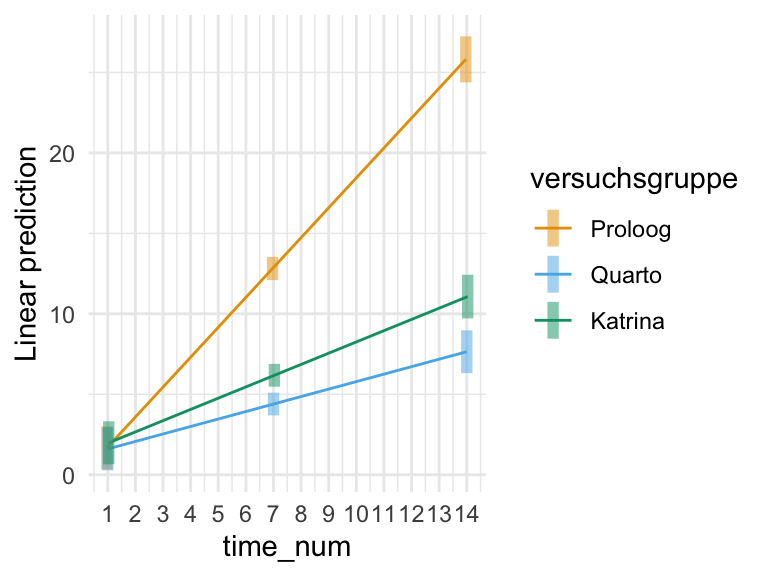 Linear prediction
20
10
0
1 2 3 4 5 6 7 8 9 10 11 12 13 14
time_num
versuchsgruppe
Proloog
Quarto
Katrina